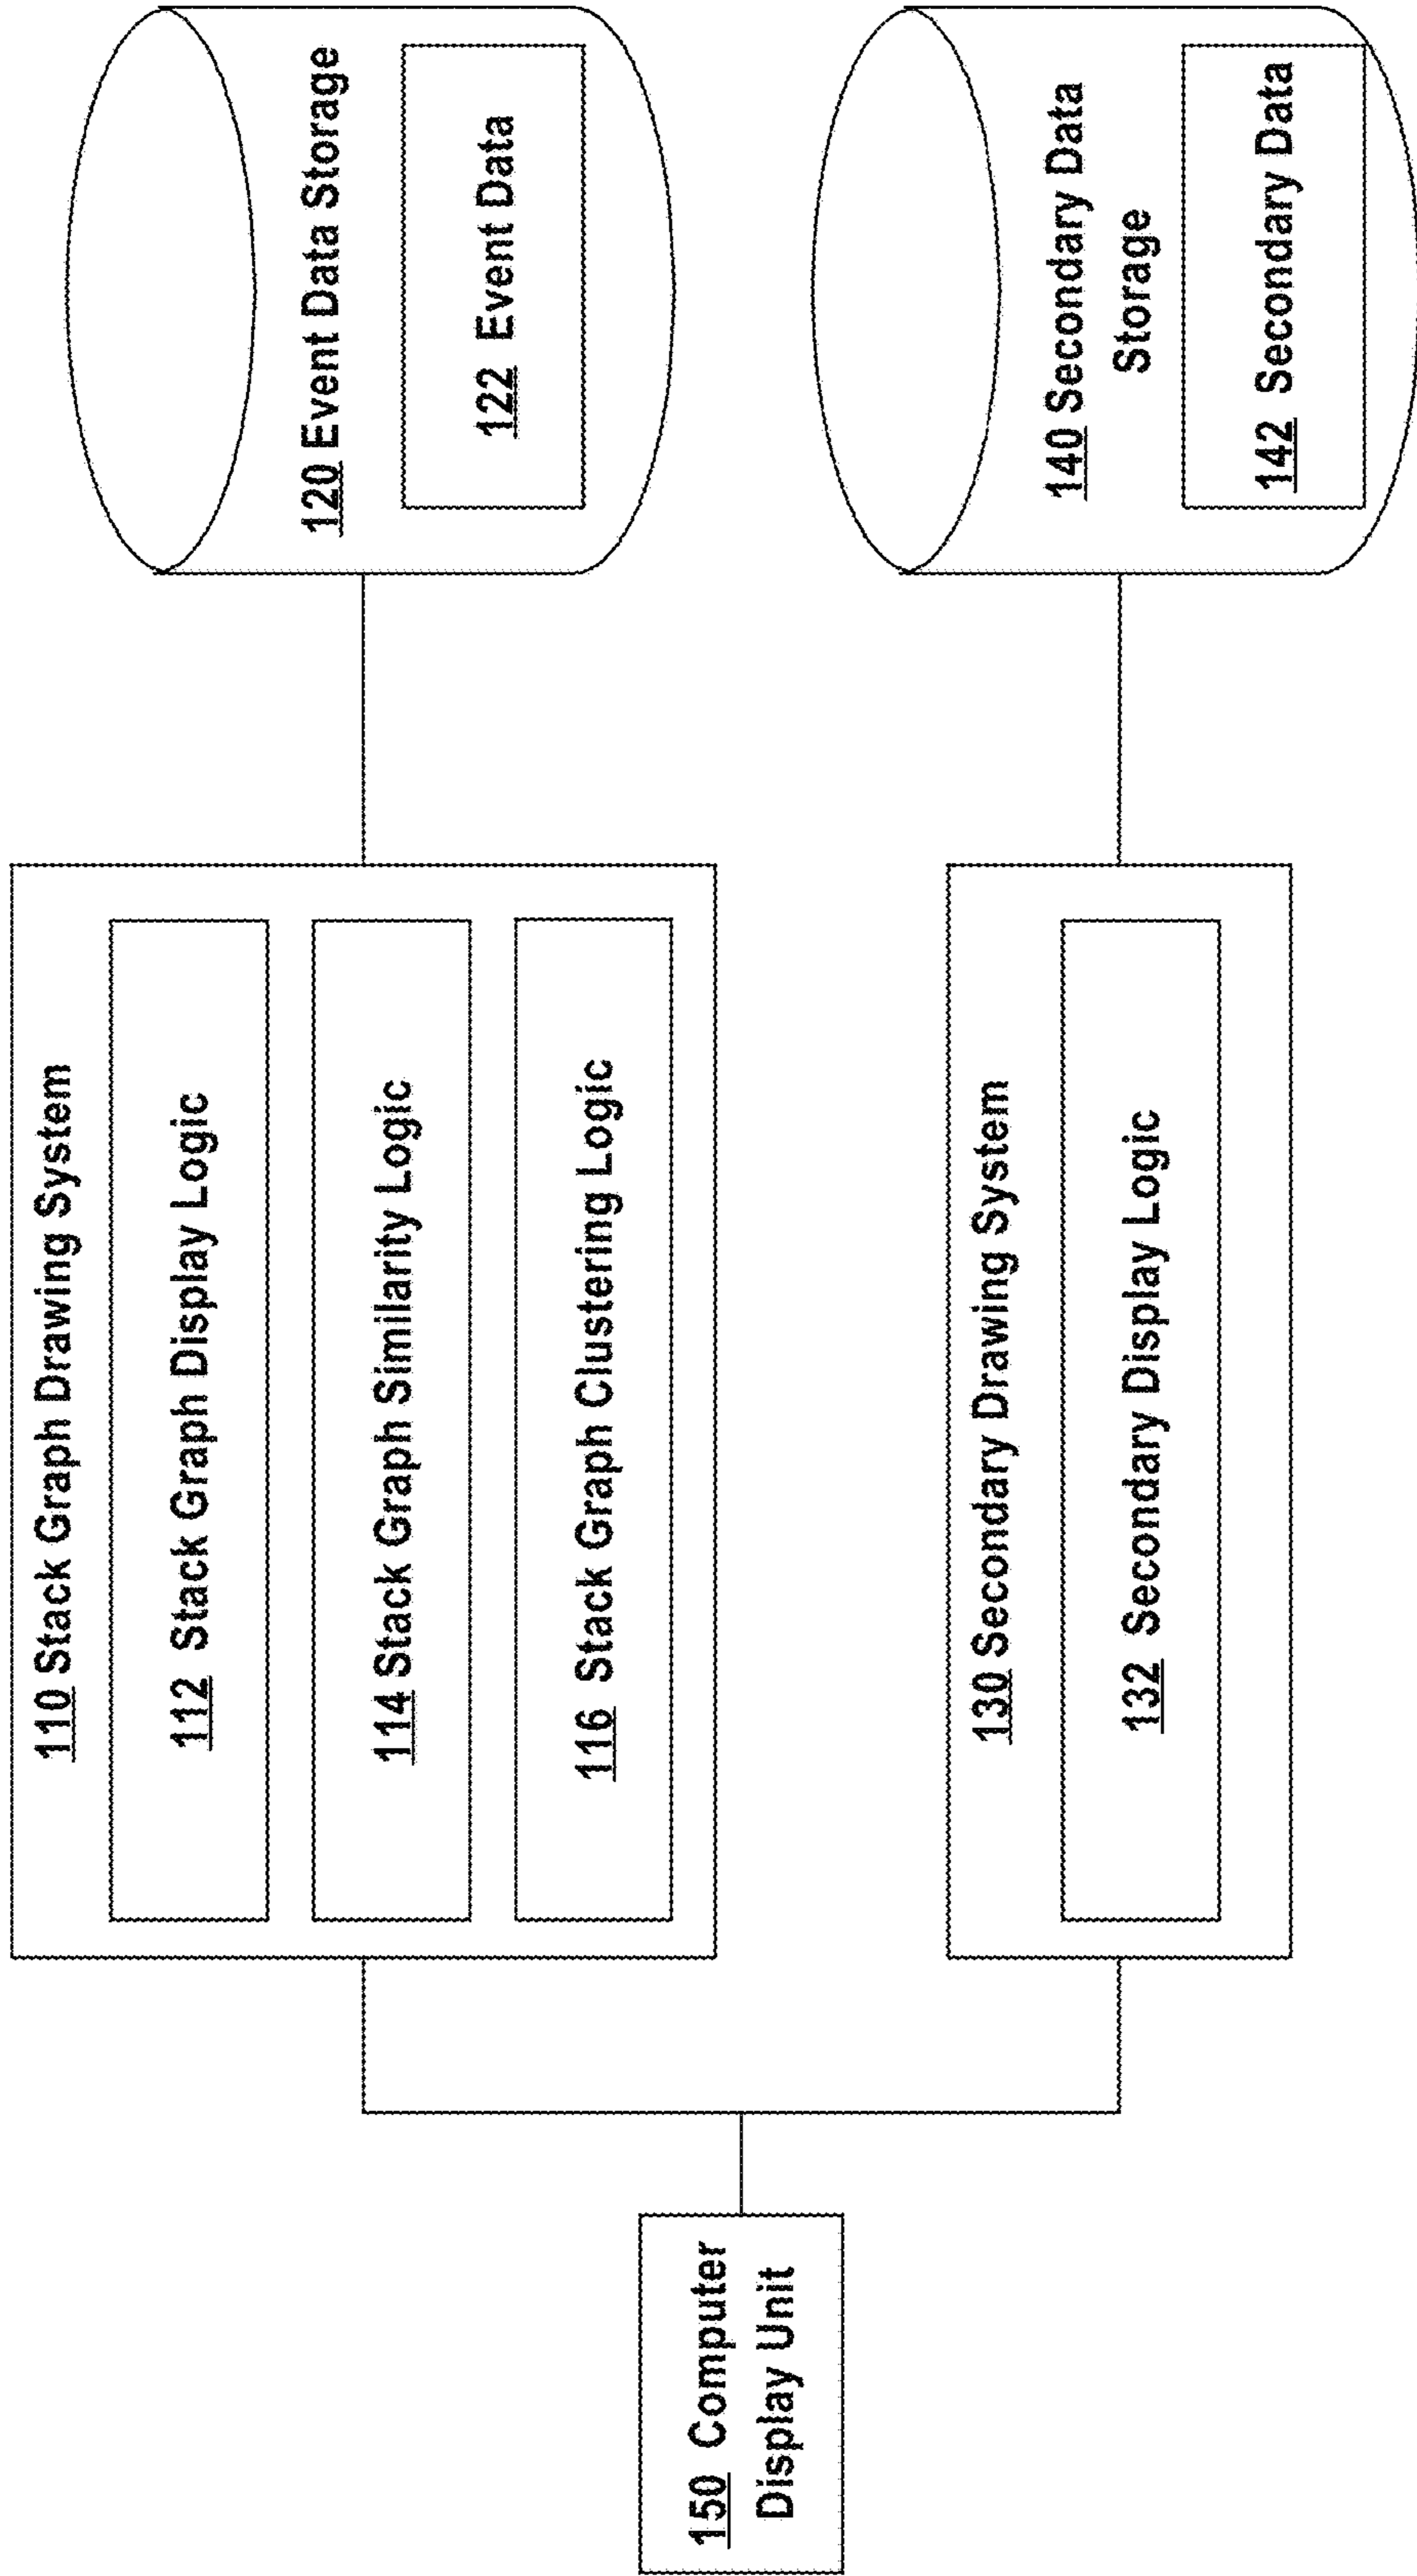 110 Stack Graph Drawing System
112 Stack Graph Display Logic
114 Stack Graph Similarity Logic
116 Stack Graph Clustering Logic
120 Event Data Storage
122 Event Data
150 Computer
Display Unit
130 Secondary Drawing System
132 Secondary Display Logic
140 Secondary Data
Storage
142 Secondary Data